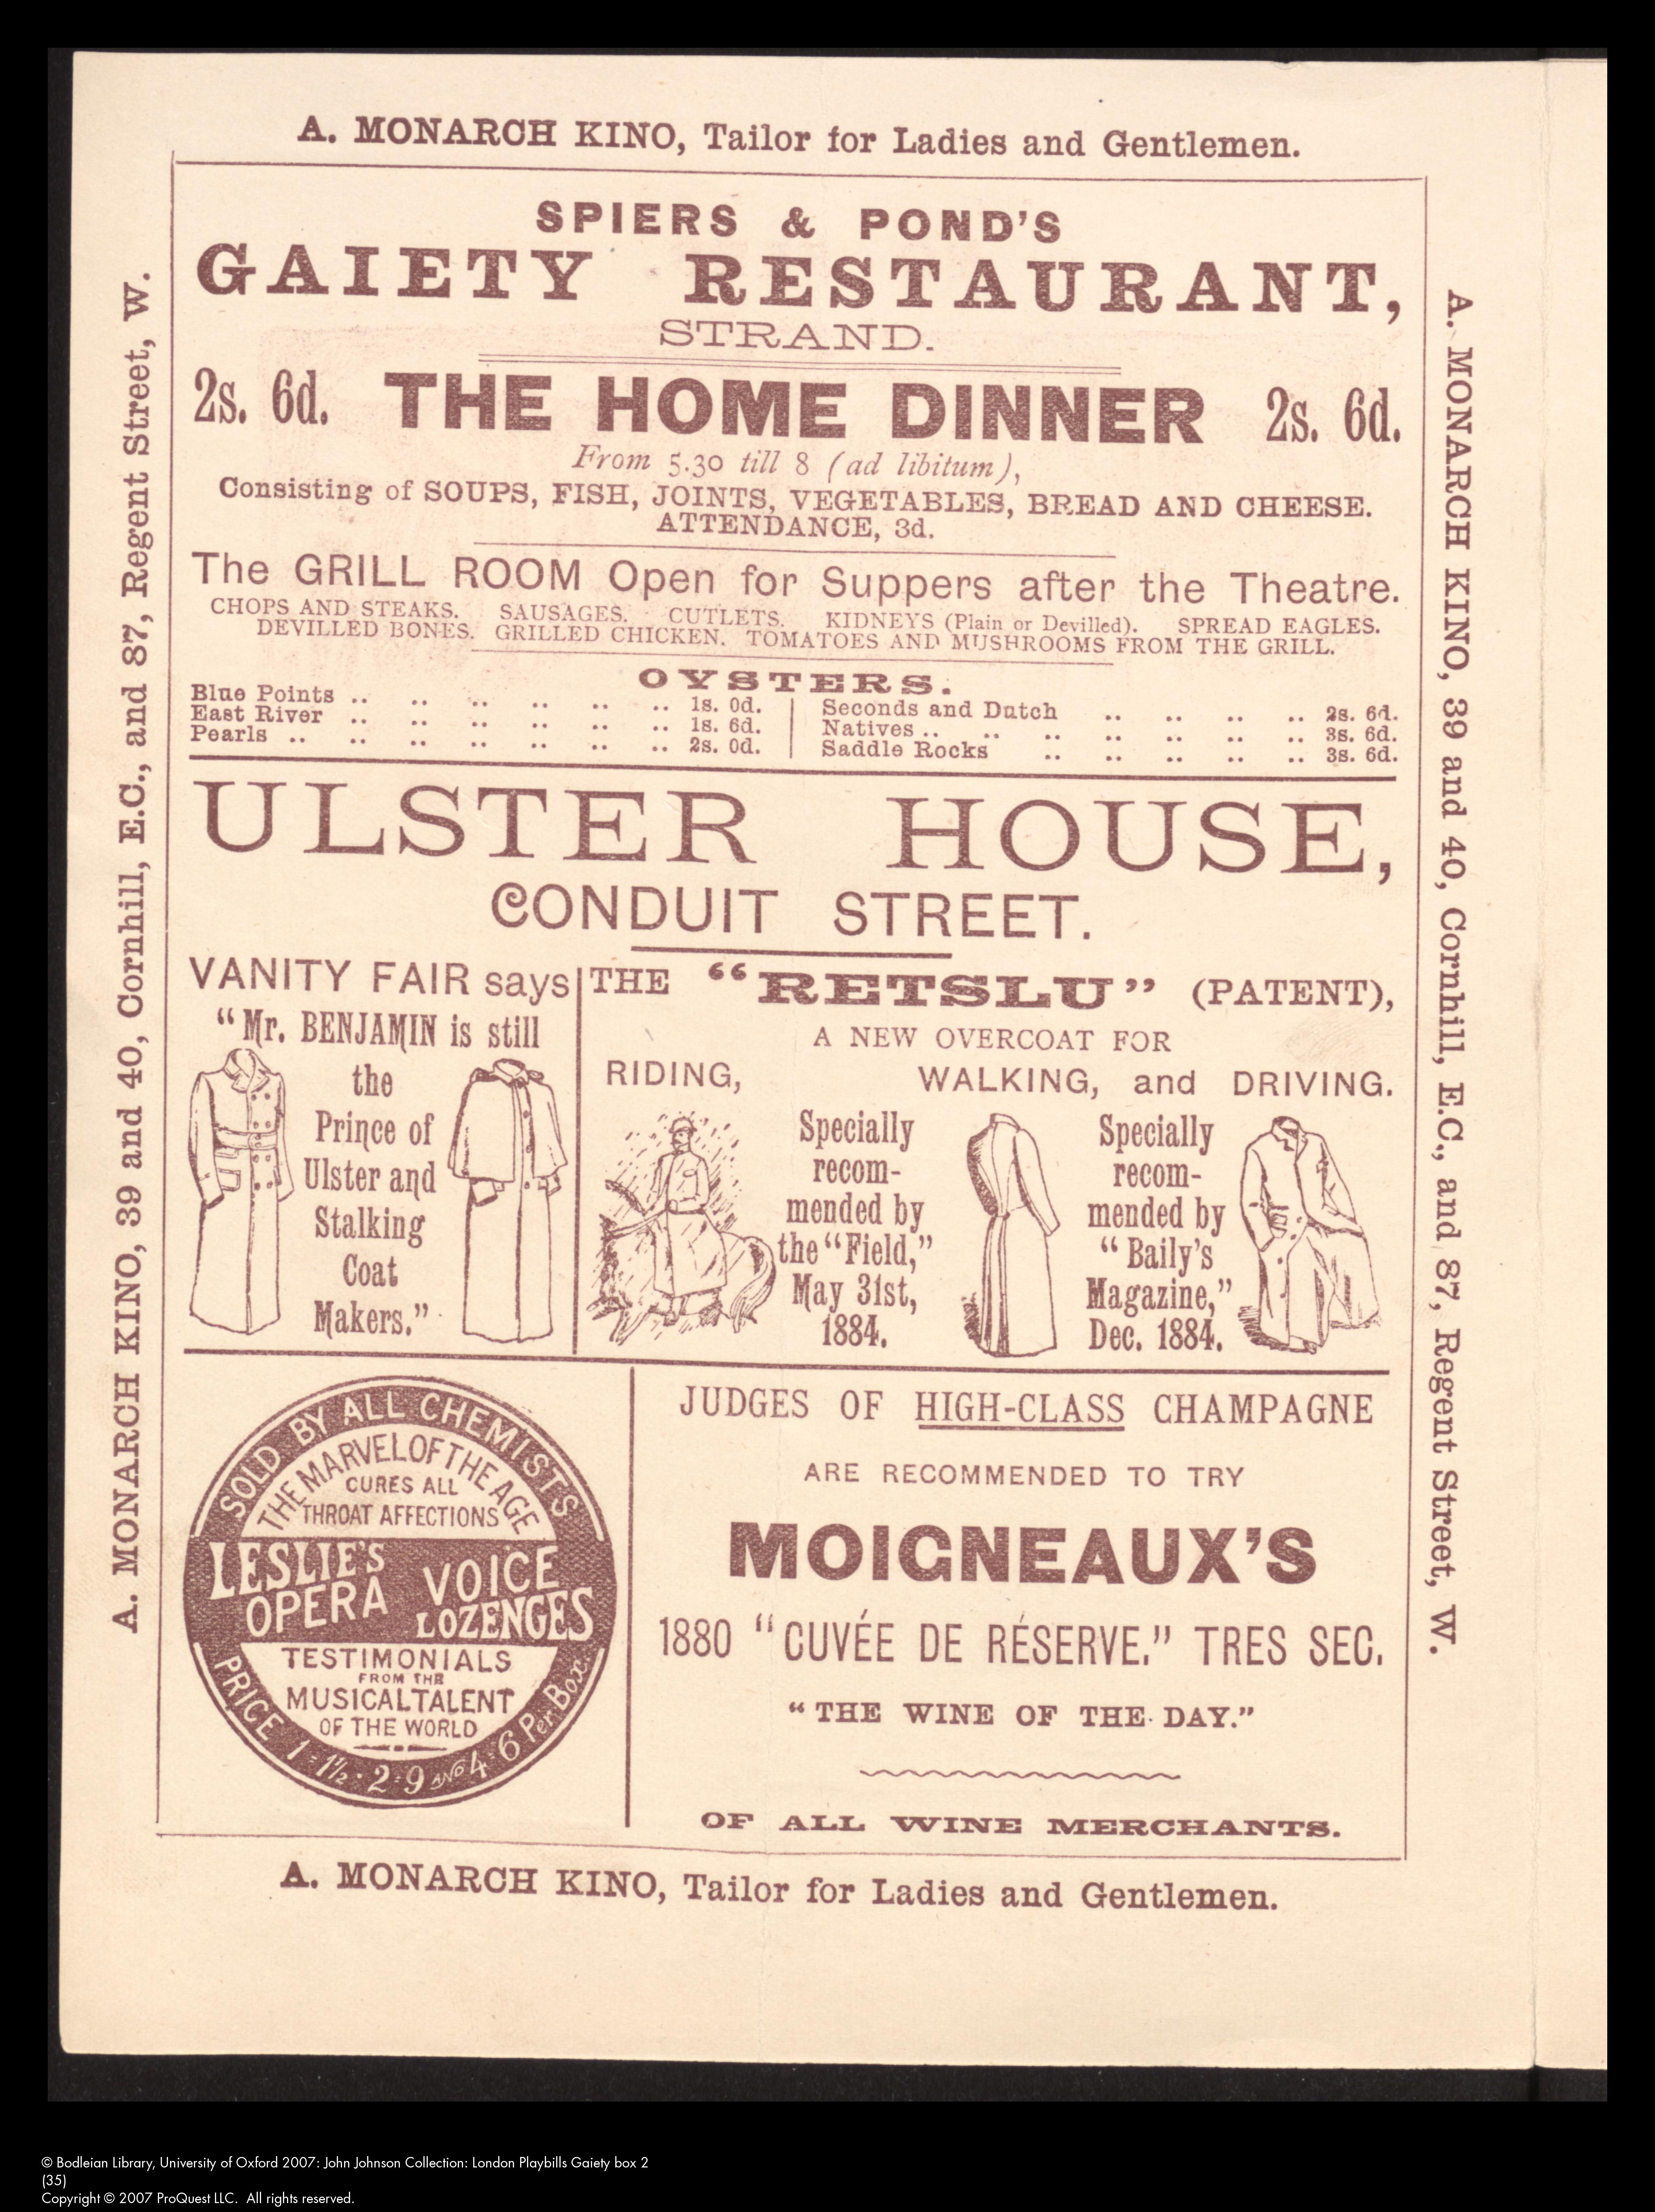 A. MONARCH KINO, Tailor for Ladies and Gentlemen.
A. MONARCH KINO, 39 and 40, Cornhill, E.C., and 87, Regent Street, W.
SPIERS & POND'S
GAIETY RESTAURANT,
STRAND.
2s. 6d. THE HOME DINNER 2s. 6d.
From 5.30 till 8 (ad libitum),
Consisting of SOUPS, FISH, JOINTS, VEGETABLES, BREAD AND CHEESE.
ATTENDANCE, 3d.
The GRILL ROOM Open for Suppers after the Theatre.
CHOPS AND STEAKS. SAUSAGES. CUTLETS. KIDNEYS (Plain or Devilled). SPREAD EAGLES.
DEVILLED BONES. GRILLED CHICKEN. TOMATOES AND MUSHROOMS FROM THE GRILL.
OYSTERS.
Blue Points .. .. .. .. .. .. 1s. 0d.
East River .. .. .. .. .. .. 1s. 6d.
Pearls .. .. .. .. .. .. .. 2s. 0d.
Seconds and Dutch .. .. .. .. 2s. 6d.
Natives .. .. .. .. .. .. .. 3s. 6d.
Saddle Rocks .. .. .. .. .. 3s. 6d.
ULSTER HOUSE,
CONDUIT STREET.
VANITY FAIR says
"Mr. BENJAMIN is still
the
Prince of
Ulster and
Stalking
Coat
Makers."
THE "RETSLU" (PATENT),
A NEW OVERCOAT FOR
RIDING, WALKING, and DRIVING.
Specially
recom-
mended by
the "Field,"
May 31st,
1884.
Specially
recom-
mended by
"Baily's
Magazine,"
Dec. 1884.
SOLD BY ALL CHEMISTS
THE MARVEL OF THE AGE
CURES ALL
THROAT AFFECTIONS
LESLIE'S
OPERA
VOICE
LOZENGES
TESTIMONIALS
FROM THE
MUSICAL TALENT
OF THE WORLD
PRICE 1=1½ · 2=9 AND 4=6 Per Box.
JUDGES OF HIGH-CLASS CHAMPAGNE
ARE RECOMMENDED TO TRY
MOIGNEAUX'S
1880 "CUVÉE DE RÉSERVE." TRES SEC.
"THE WINE OF THE DAY."
OF ALL WINE MERCHANTS.
A. MONARCH KINO, 39 and 40, Cornhill, E.C., and 87, Regent Street, W.
A. MONARCH KINO, Tailor for Ladies and Gentlemen.
© Bodleian Library, University of Oxford 2007: John Johnson Collection: London Playbills Gaiety box 2
(35)
Copyright © 2007 ProQuest LLC. All rights reserved.